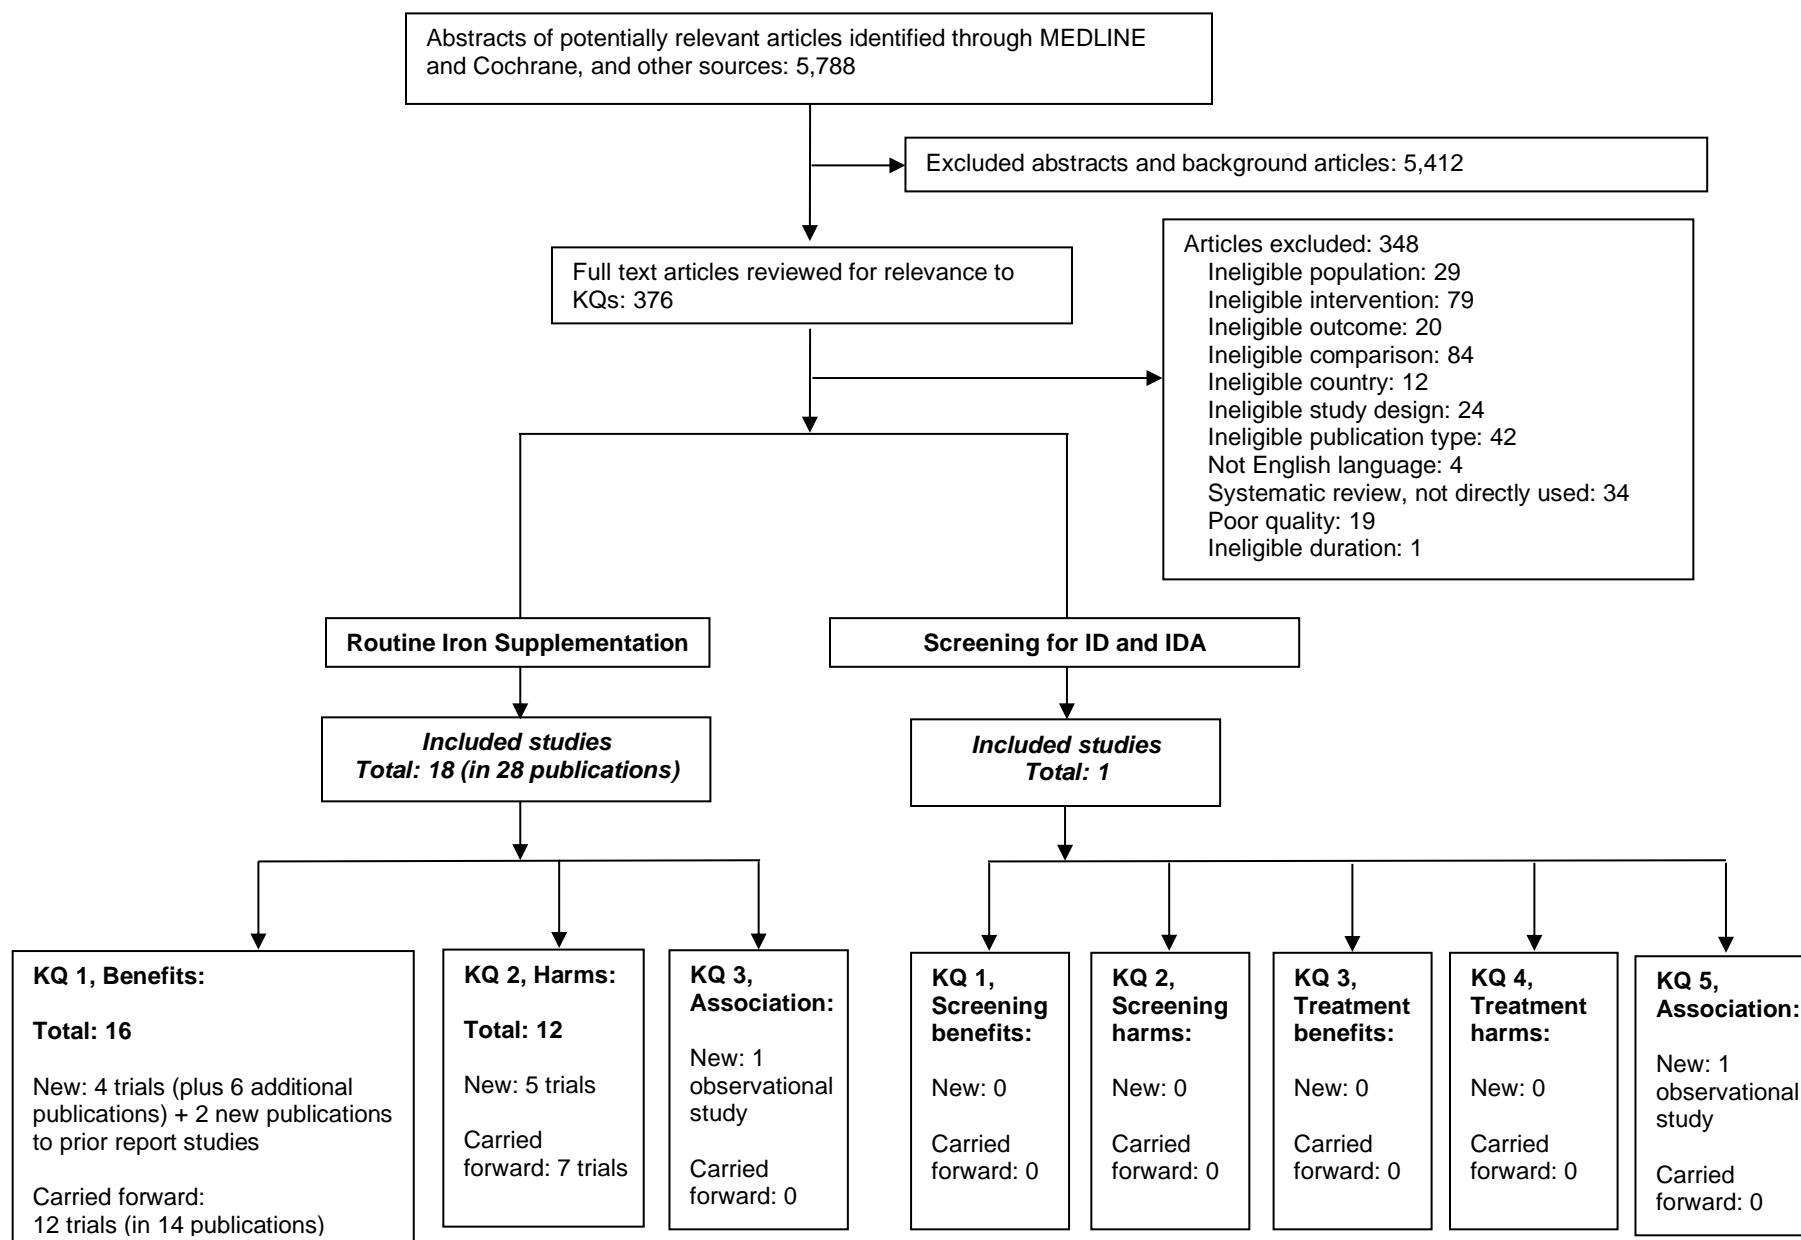 Abstracts of potentially relevant articles identified through MEDLINE
and Cochrane, and other sources: 5,788
Excluded abstracts and background articles: 5,412
Full text articles reviewed for relevance to
KQs: 376
Articles excluded: 348
Ineligible population: 29
Ineligible intervention: 79
Ineligible outcome: 20
Ineligible comparison: 84
Ineligible country: 12
Ineligible study design: 24
Ineligible publication type: 42
Not English language: 4
Systematic review, not directly used: 34
Poor quality: 19
Ineligible duration: 1
Routine Iron Supplementation
Screening for ID and IDA
Included studies
Total: 18 (in 28 publications)
Included studies
Total: 1
KQ 1, Benefits:
Total: 16
New: 4 trials (plus 6 additional
publications) + 2 new publications
to prior report studies
Carried forward:
12 trials (in 14 publications)
KQ 2, Harms:
Total: 12
New: 5 trials
Carried
forward: 7 trials
KQ 3,
Association:
New: 1
observational
study
Carried
forward: 0
KQ 1,
Screening
benefits:
New: 0
Carried
forward: 0
KQ 2,
Screening
harms:
New: 0
Carried
forward: 0
KQ 3,
Treatment
benefits:
New: 0
Carried
forward: 0
KQ 4,
Treatment
harms:
New: 0
Carried
forward: 0
KQ 5,
Association:
New: 1
observational
study
Carried
forward: 0